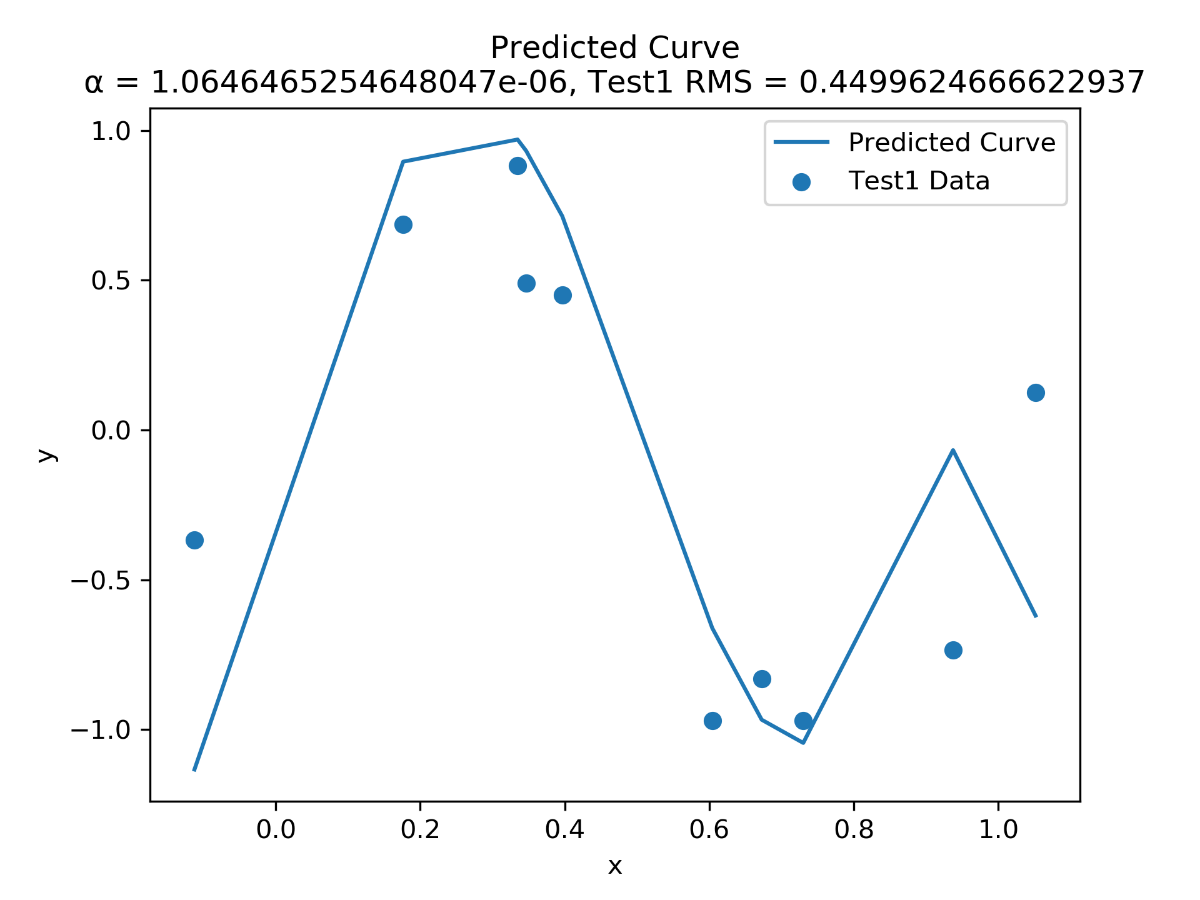 Predicted Curve
α = 1.0646465254648047e-06, Test1 RMS = 0.4499624666622937
Predicted Curve
Test1 Data
1.0
0.5
0.0
−0.5
−1.0
y
0.0 0.2 0.4 0.6 0.8 1.0
x